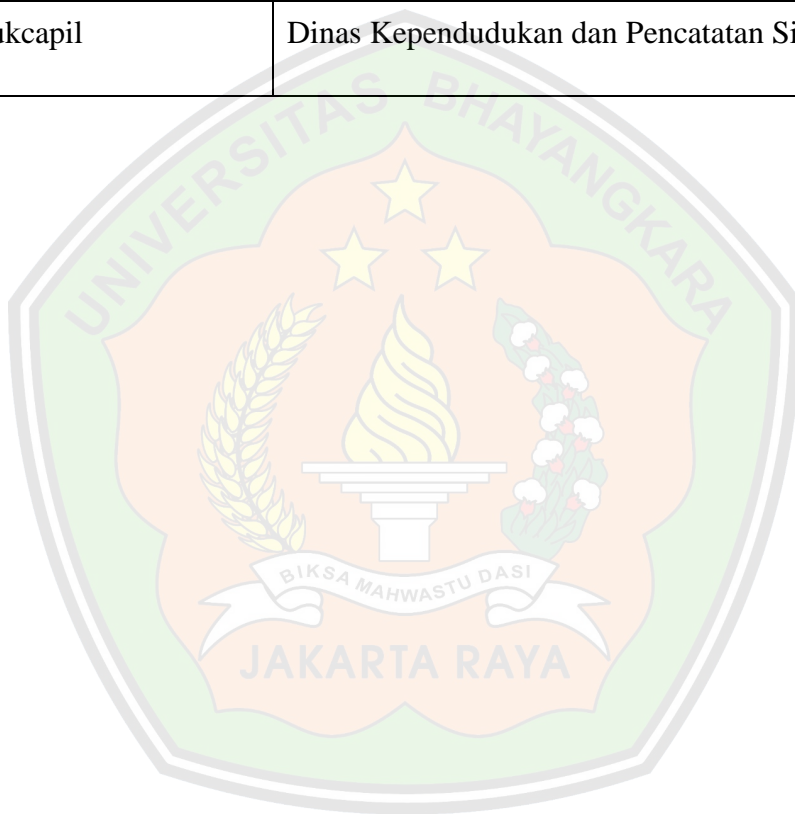 ukcapil
Dinas Kependudukan dan Pencatatan Si
UNIVERSITAS BHAYANGKARA
BIKSA MAHWASTU DASI
JAKARTA RAYA